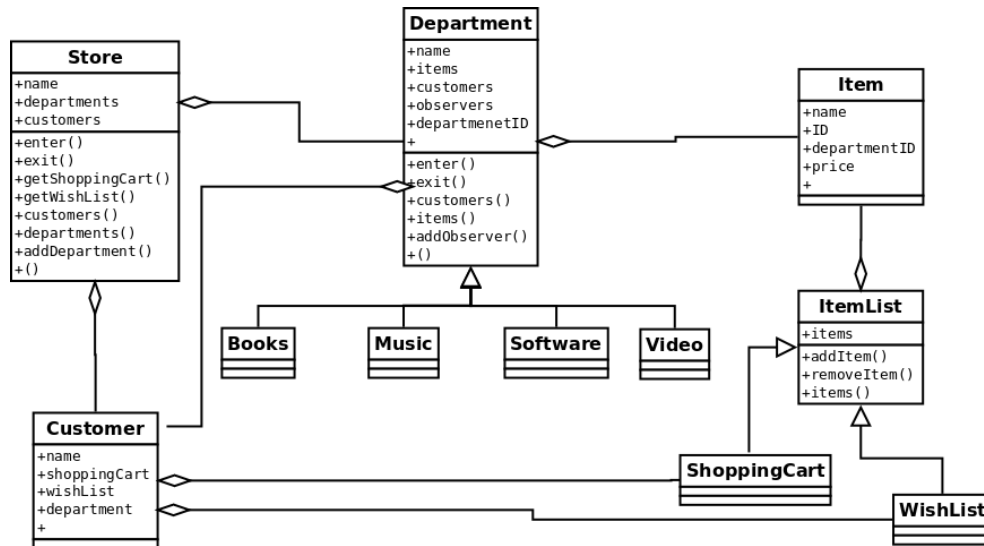 Store
+name
+departments
+customers
+enter()
+exit()
+getShoppingCart()
+getWishList()
+customers()
+departments()
+addDepartment()
+()
Department
+name
+items
+customers
+observers
+departmenetID
+
+enter()
+exit()
+customers()
+items()
+addObserver()
+()
Item
+name
+ID
+departmentID
+price
+
Books
Music
Software
Video
ItemList
+items
+addItem()
+removeItem()
+items()
Customer
+name
+shoppingCart
+wishList
+department
+
ShoppingCart
WishList